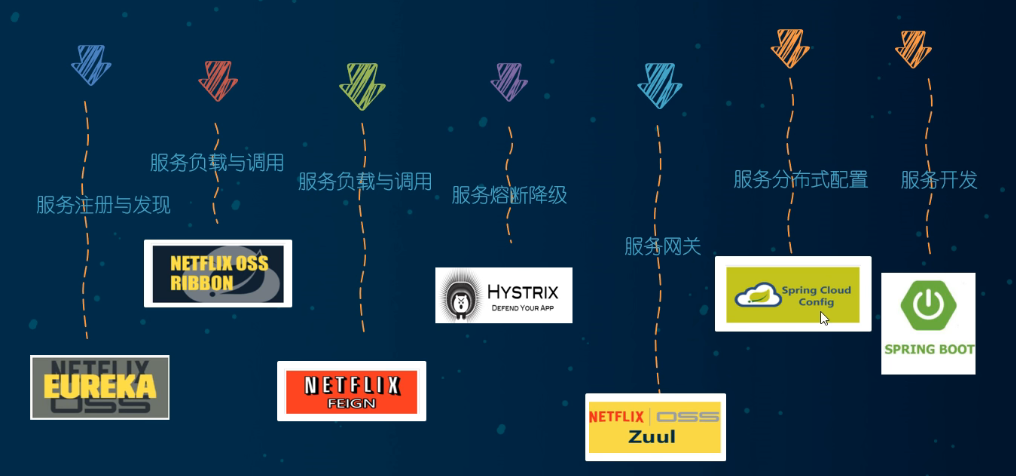 服务注册与发现
NETFLIX
EUREKA
OSS
服务负载与调用
NETFLIX OSS
RIBBON
服务负载与调用
NETFLIX
FEIGN
服务熔断降级
HYSTRIX
DEFEND YOUR APP
服务网关
NETFLIX OSS
Zuul
服务分布式配置
Spring Cloud
Config
服务开发
SPRING BOOT